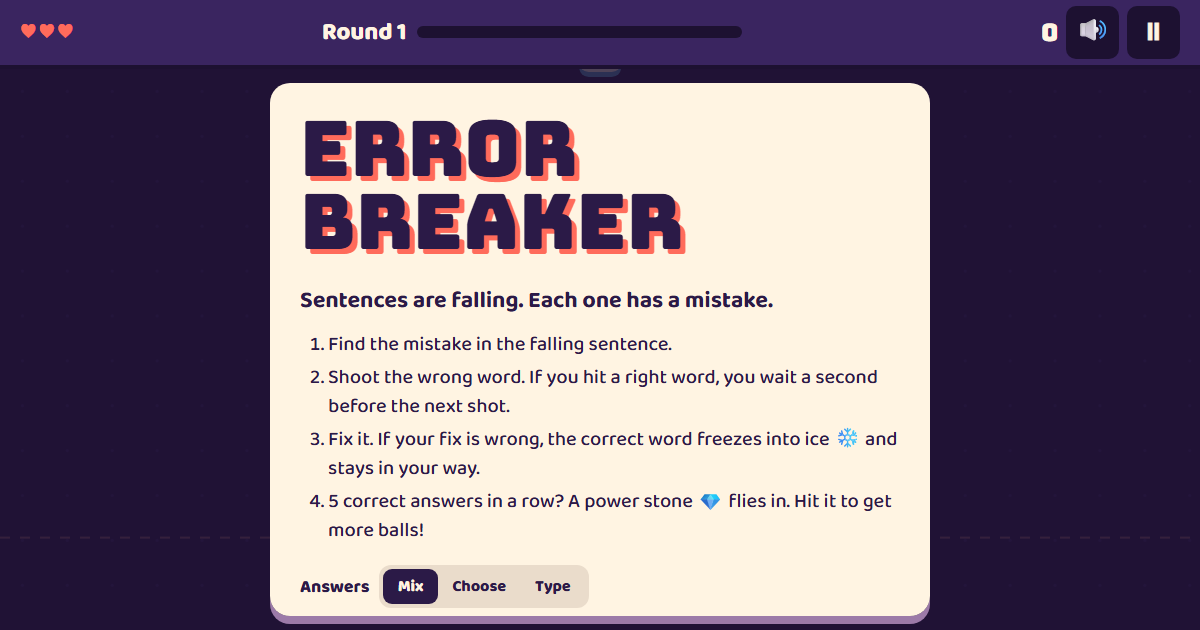 Round 1
0
ERROR
BREAKER
Sentences are falling. Each one has a mistake.
1. Find the mistake in the falling sentence.
2. Shoot the wrong word. If you hit a right word, you wait a second
before the next shot.
3. Fix it. If your fix is wrong, the correct word freezes into ice ❄️ and
stays in your way.
4. 5 correct answers in a row? A power stone 💎 flies in. Hit it to get
more balls!
Answers Mix Choose Type